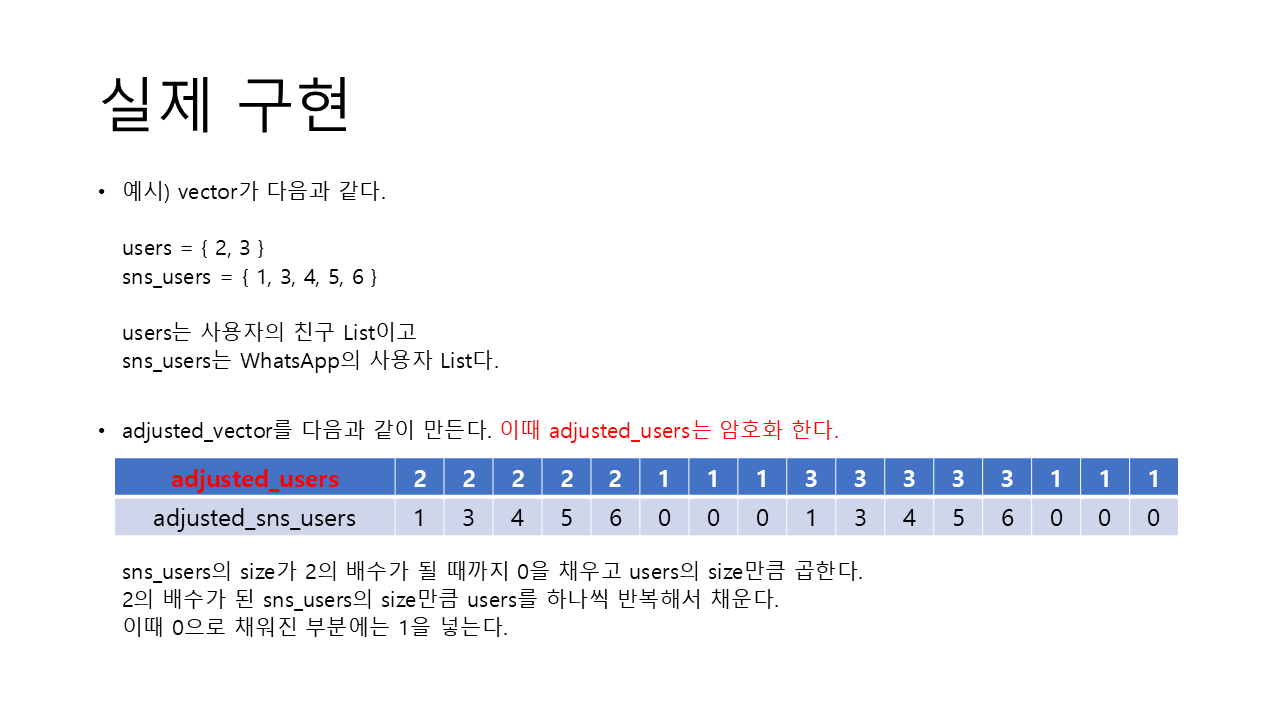 실제 구현
• 예시) vector가 다음과 같다.
users = { 2, 3 }
sns_users = { 1, 3, 4, 5, 6 }
users는 사용자의 친구 List이고
sns_users는 WhatsApp의 사용자 List다.
• adjusted_vector를 다음과 같이 만든다. 이때 adjusted_users는 암호화 한다.
adjusted_users 2 2 2 2 2 1 1 1 3 3 3 3 3 1 1 1
adjusted_sns_users 1 3 4 5 6 0 0 0 1 3 4 5 6 0 0 0
sns_users의 size가 2의 배수가 될 때까지 0을 채우고 users의 size만큼 곱한다.
2의 배수가 된 sns_users의 size만큼 users를 하나씩 반복해서 채운다.
이때 0으로 채워진 부분에는 1을 넣는다.